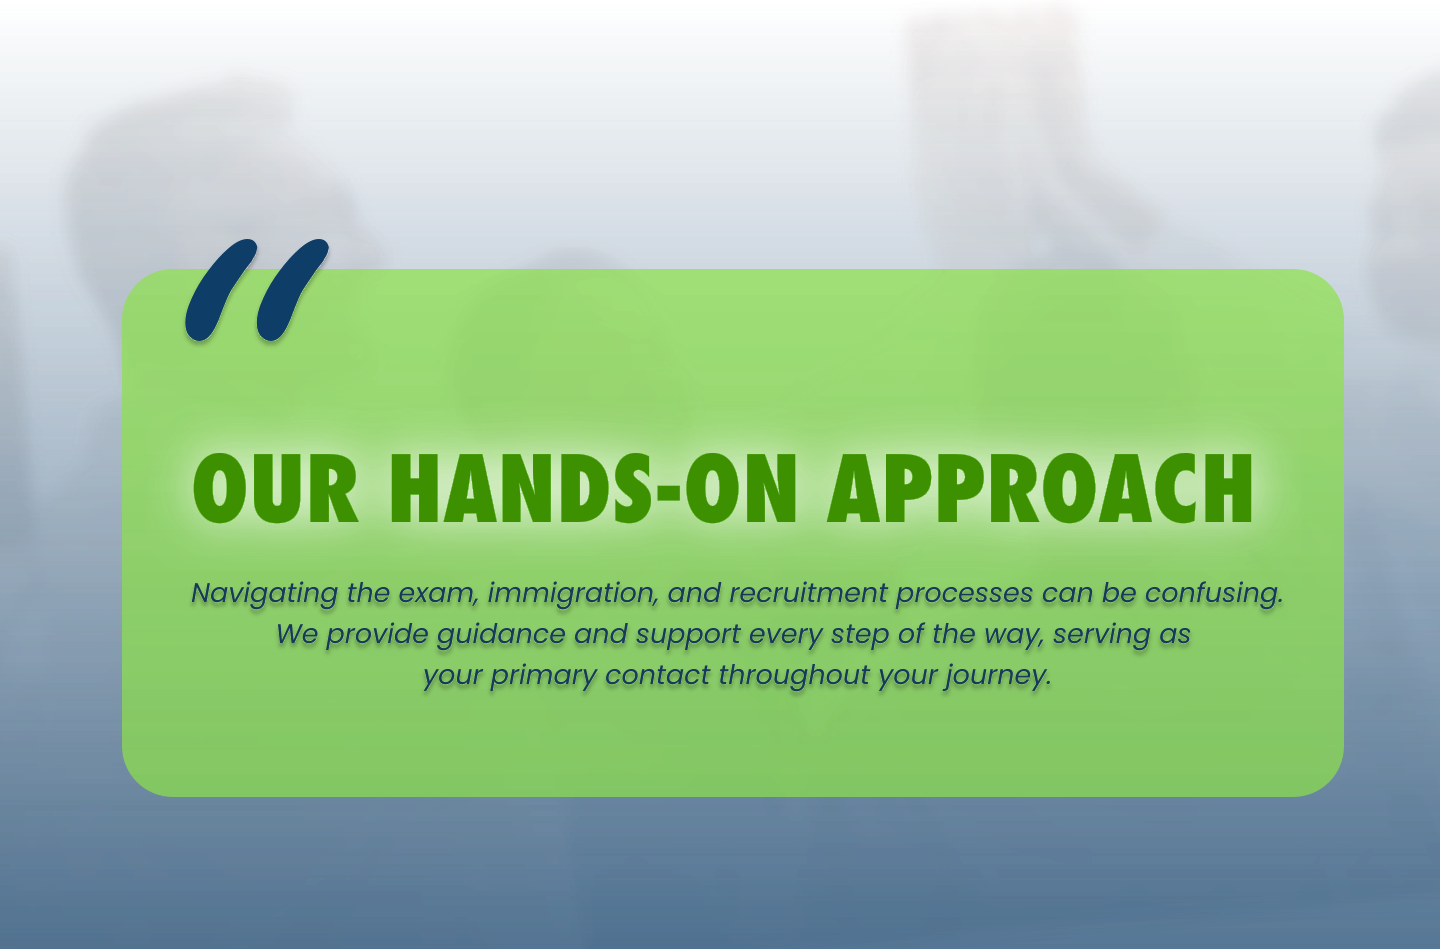 “
OUR HANDS-ON APPROACH
Navigating the exam, immigration, and recruitment processes can be confusing.
We provide guidance and support every step of the way, serving as
your primary contact throughout your journey.